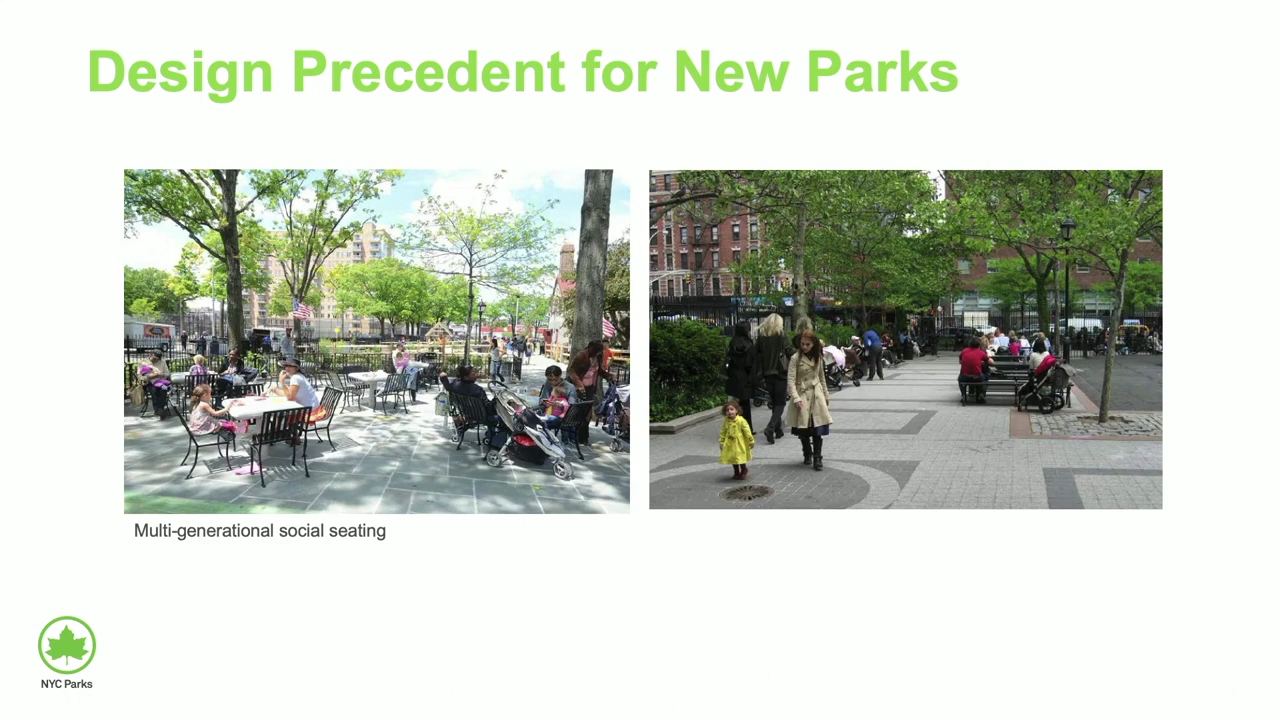 Design Precedent for New Parks
Multi-generational social seating
NYC Parks